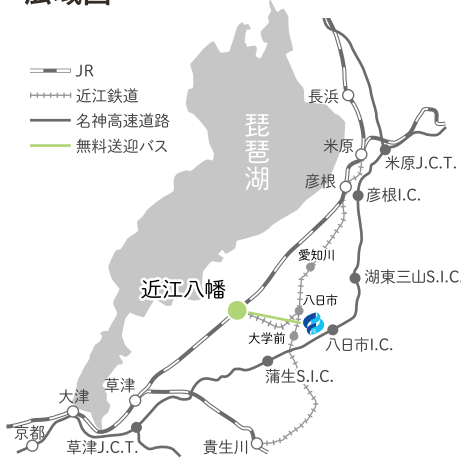 JR
近江鉄道
名神高速道路
無料送迎バス
琵琶湖
長浜
米原
米原J.C.T.
彦根
彦根I.C.
愛知川
湖東三山S.I.C.
近江八幡
八日市
大学前
八日市I.C.
蒲生S.I.C.
草津
大津
京都
草津J.C.T.
貴生川